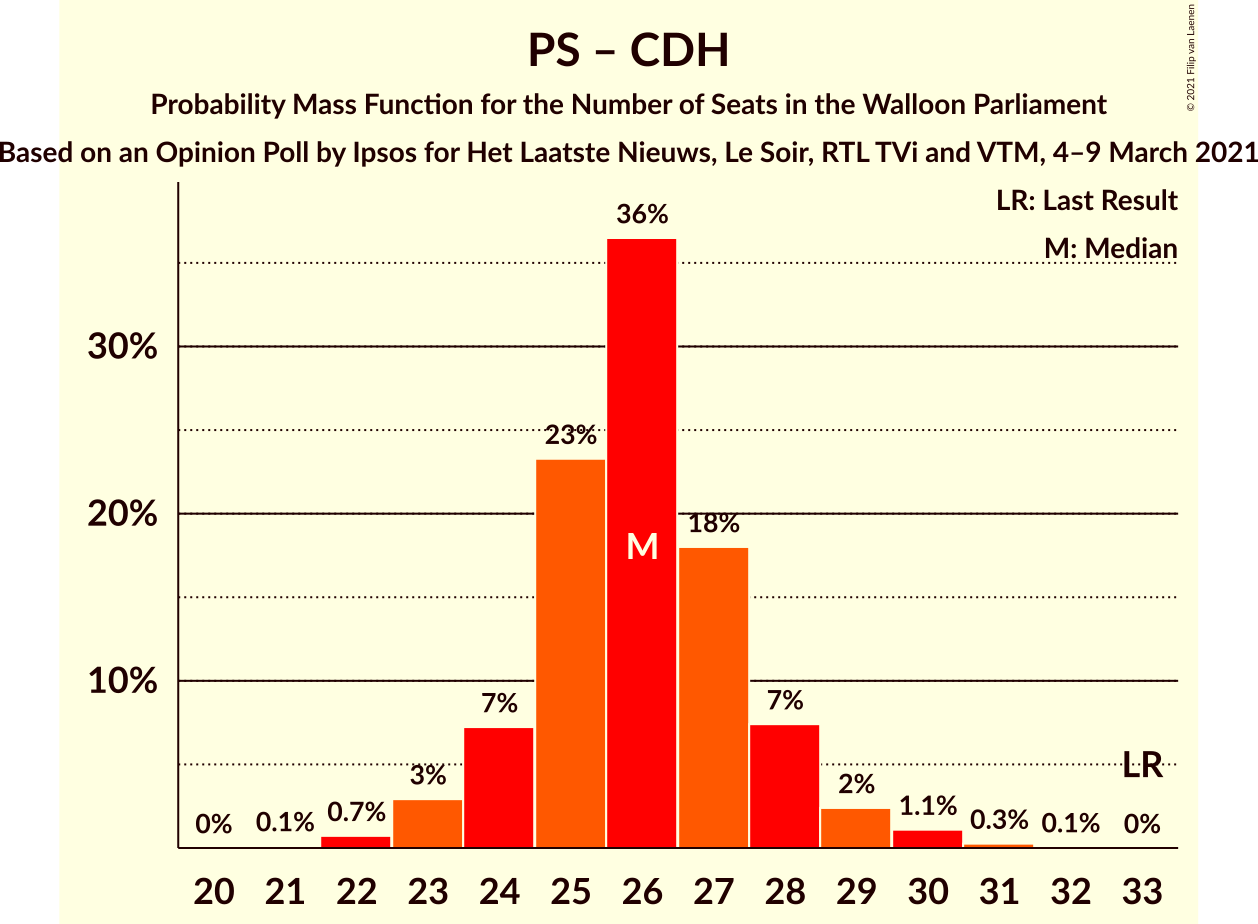 PS – CDH
Probability Mass Function for the Number of Seats in the Walloon Parliament
Based on an Opinion Poll by Ipsos for Het Laatste Nieuws, Le Soir, RTL TVi and VTM, 4–9 March 2021
© 2021 Filip van Laenen
LR: Last Result
M: Median
36%
30%
23%
20%
18%
M
10%
7%
7%
LR
3%
2%
0%
0.1%
0.7%
1.1%
0.3%
0.1%
0%
20 21 22 23 24 25 26 27 28 29 30 31 32 33